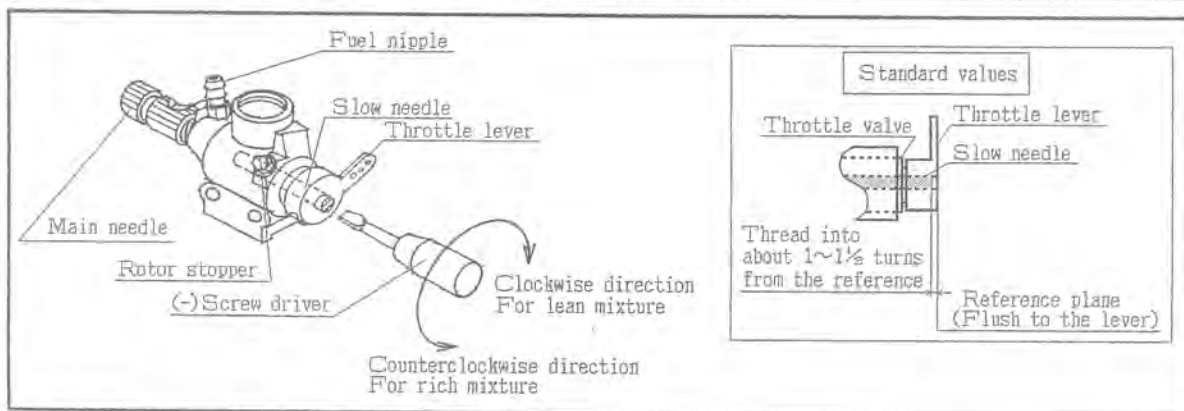 Fuel nipple
Slow needle
Throttle lever
Main needle
Rotor stopper
(-)Screw driver
Clockwise direction
For lean mixture
Counterclockwise direction
For rich mixture
Standard values
Throttle valve
Throttle lever
Slow needle
Thread into
about 1~1½ turns
from the reference
Reference plane
(Flush to the lever)